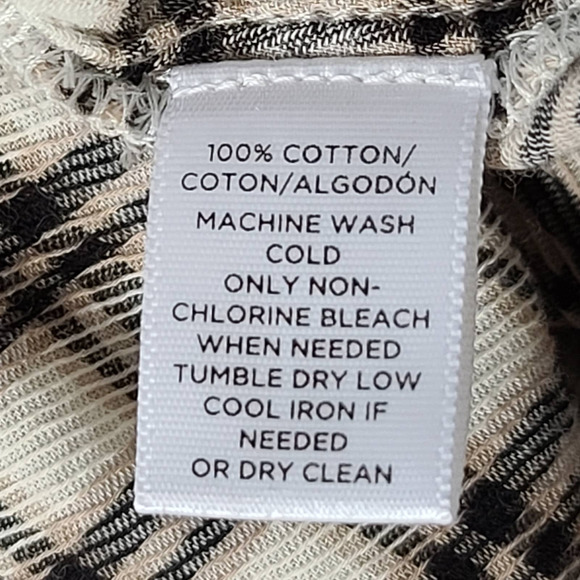 100% COTTON/
COTON/ALGODÓN
MACHINE WASH
COLD
ONLY NON-
CHLORINE BLEACH
WHEN NEEDED
TUMBLE DRY LOW
COOL IRON IF
NEEDED
OR DRY CLEAN